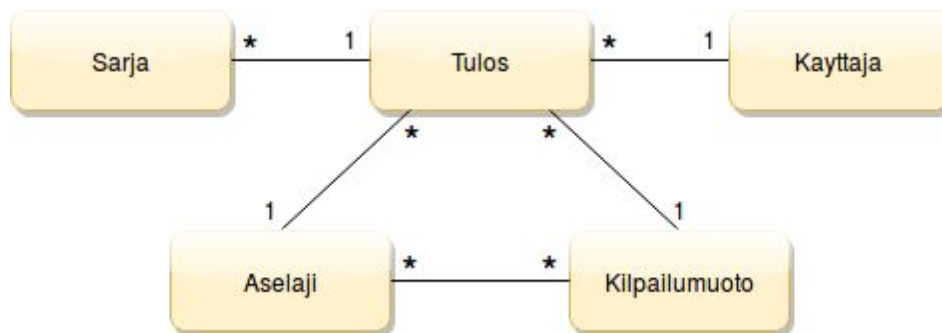 * 1 * 1
Sarja Tulos Kayttaja
* *
1 1
* *
Aselaji Kilpailumuoto